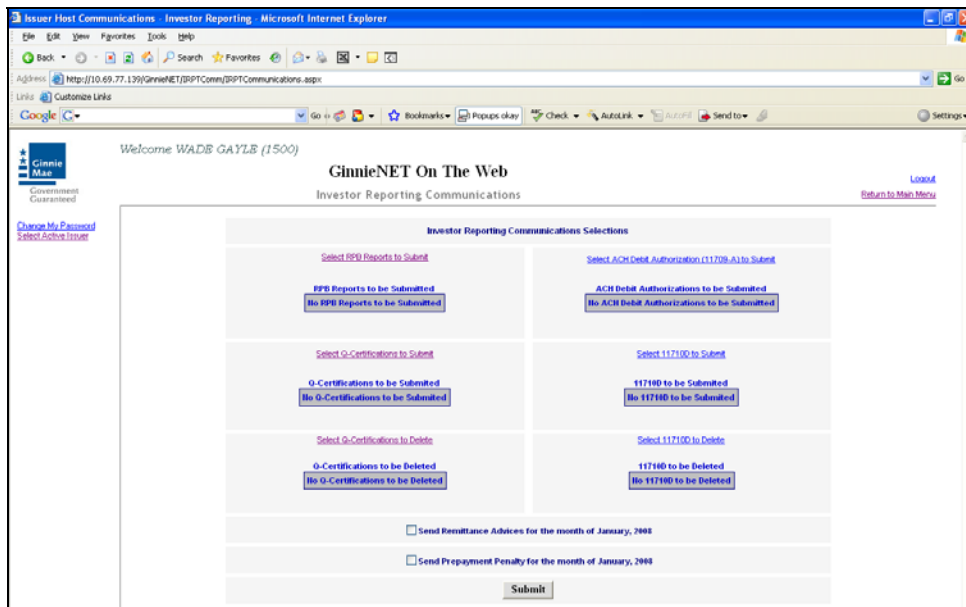 Issuer Host Communications - Investor Reporting - Microsoft Internet Explorer
File Edit View Favorites Tools Help
Back Search Favorites
Address http://10.69.77.139/GinnieNET/IRPTComm/IRPTCommunications.aspx Go
Links Customize Links
Google Go Bookmarks Popups okay Check AutoLink AutoFill Send to Settings
Welcome WADE GAYLE (1500)
Ginnie Mae
Government Guaranteed
GinnieNET On The Web
Investor Reporting Communications
Logout
Return to Main Menu
Change My Password
Select Active Issuer
Investor Reporting Communications Selections
Select RPB Reports to Submit
RPB Reports to be Submitted
No RPB Reports to be Submitted
Select ACH Debit Authorization (11709-A) to Submit
ACH Debit Authorizations to be Submitted
No ACH Debit Authorizations to be Submitted
Select Q-Certifications to Submit
Q-Certifications to be Submited
No Q-Certifications to be Submited
Select 11710D to Submit
11710D to be Submited
No 11710D to be Submited
Select Q-Certifications to Delete
Q-Certifications to be Deleted
No Q-Certifications to be Deleted
Select 11710D to Delete
11710D to be Deleted
No 11710D to be Deleted
Send Remittance Advices for the month of January, 2008
Send Prepayment Penalty for the month of January, 2008
Submit